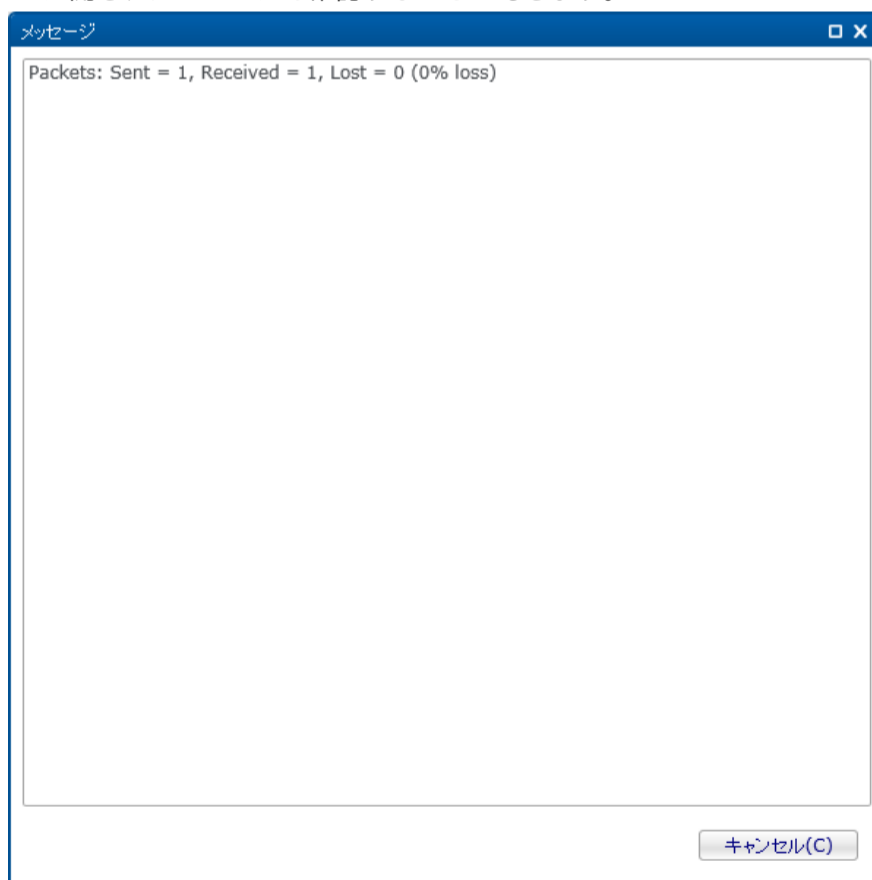 メッセージ
Packets: Sent = 1, Received = 1, Lost = 0 (0% loss)
キャンセル(C)